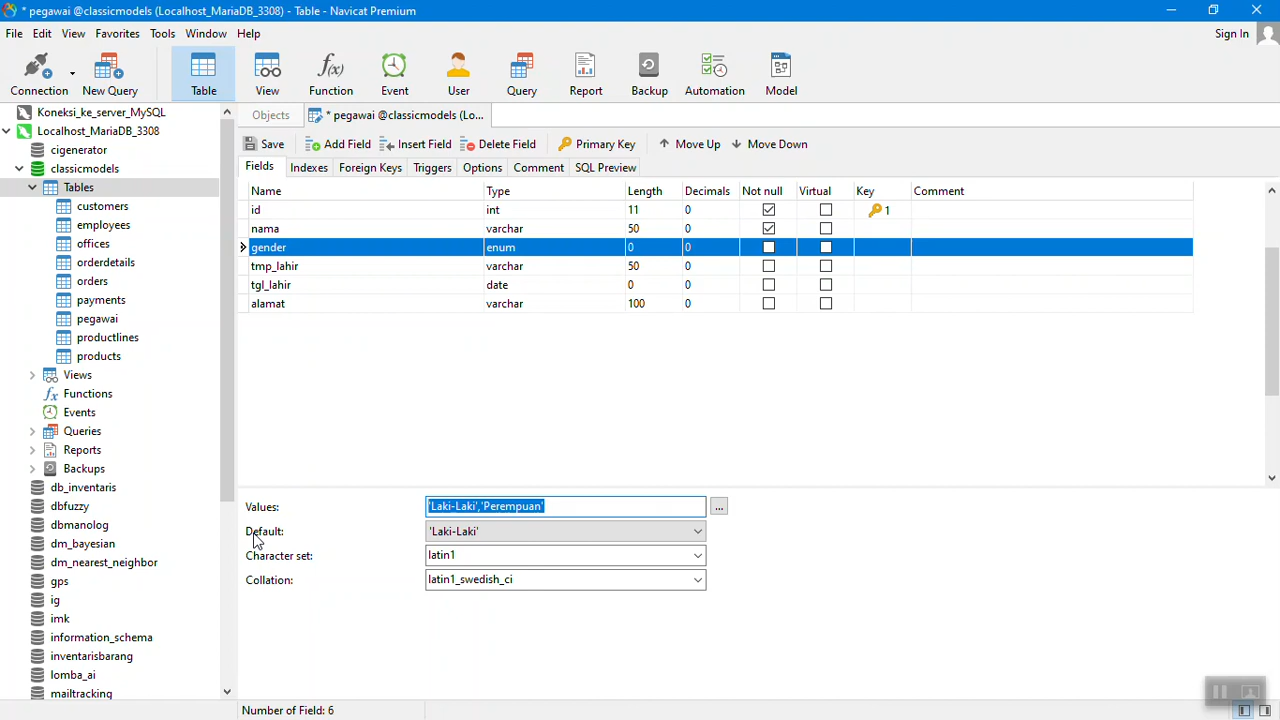 * pegawai @classicmodels (Localhost_MariaDB_3308) - Table - Navicat Premium
File Edit View Favorites Tools Window Help Sign In
Connection New Query Table View Function Event User Query Report Backup Automation Model
f(x)
Koneksi_ke_server_MySQL
Localhost_MariaDB_3308
cigenerator
classicmodels
Tables
customers
employees
offices
orderdetails
orders
payments
pegawai
productlines
products
Views
fx Functions
Events
Queries
Reports
Backups
db_inventaris
dbfuzzy
dbmanolog
dm_bayesian
dm_nearest_neighbor
gps
ig
imk
information_schema
inventarisbarang
lomba_ai
mailtracking
Objects * pegawai @classicmodels (Lo...
Save Add Field Insert Field Delete Field Primary Key Move Up Move Down
Fields Indexes Foreign Keys Triggers Options Comment SQL Preview
Name Type Length Decimals Not null Virtual Key Comment
id int 11 0 1
nama varchar 50 0
gender enum 0 0
tmp_lahir varchar 50 0
tgl_lahir date 0 0
alamat varchar 100 0
Values: 'Laki-Laki','Perempuan' ...
Default: 'Laki-Laki'
Character set: latin1
Collation: latin1_swedish_ci
Number of Field: 6